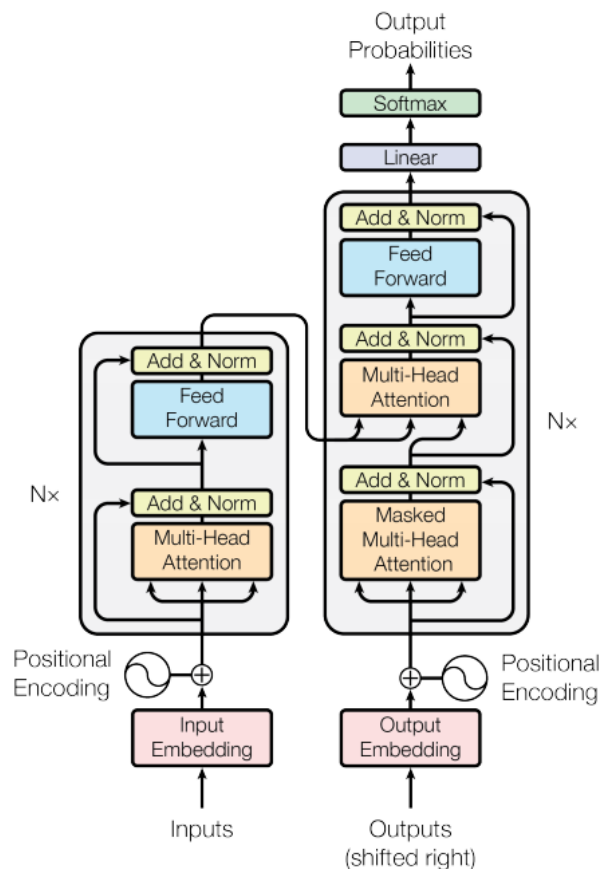 Output
Probabilities
Softmax
Linear
Add & Norm
Feed
Forward
Add & Norm
Multi-Head
Attention
Nx
Add & Norm
Masked
Multi-Head
Attention
Add & Norm
Feed
Forward
Nx
Add & Norm
Multi-Head
Attention
Positional
Encoding
Positional
Encoding
Input
Embedding
Output
Embedding
Inputs
Outputs
(shifted right)